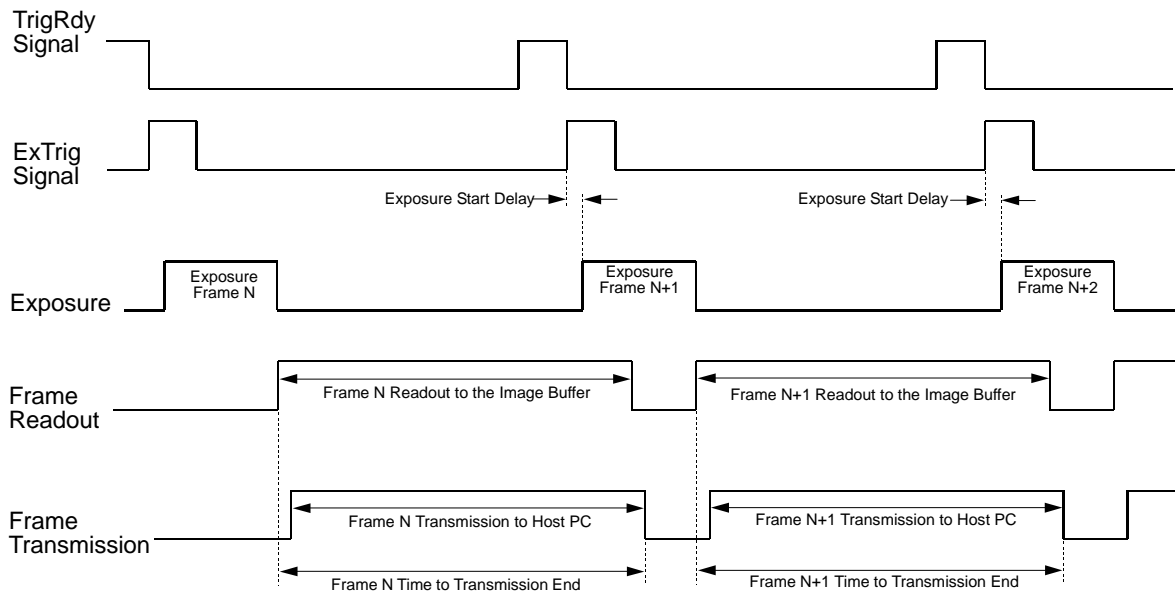 TrigRdy
Signal
ExTrig
Signal
Exposure Start Delay
Exposure Start Delay
Exposure
Exposure
Frame N
Exposure
Frame N+1
Exposure
Frame N+2
Frame
Readout
Frame N Readout to the Image Buffer
Frame N+1 Readout to the Image Buffer
Frame
Transmission
Frame N Transmission to Host PC
Frame N+1 Transmission to Host PC
Frame N Time to Transmission End
Frame N+1 Time to Transmission End